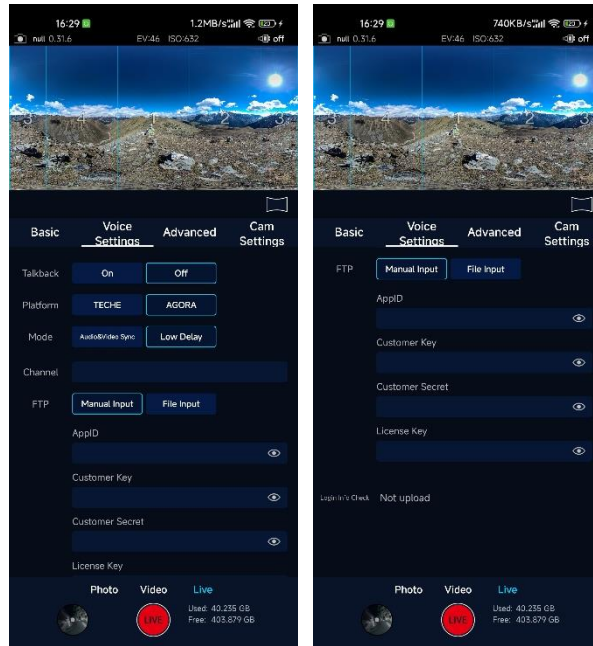 16:29
1.2MB/s
null 0.31.6
EV:46 ISO:632
off
3 4 1 2 3
Basic
Voice Settings
Advanced
Cam Settings
Talkback
On
Off
Platform
TECHE
AGORA
Mode
Audio&Video Sync
Low Delay
Channel
FTP
Manual Input
File Input
AppID
Customer Key
Customer Secret
License Key
Photo
Video
Live
LIVE
Used: 40.235 GB
Free: 403.879 GB
16:29
740KB/s
null 0.31.6
EV:46 ISO:632
off
3 4 1 2 3
Basic
Voice Settings
Advanced
Cam Settings
FTP
Manual Input
File Input
AppID
Customer Key
Customer Secret
License Key
Login Info Check
Not upload
Photo
Video
Live
LIVE
Used: 40.235 GB
Free: 403.879 GB